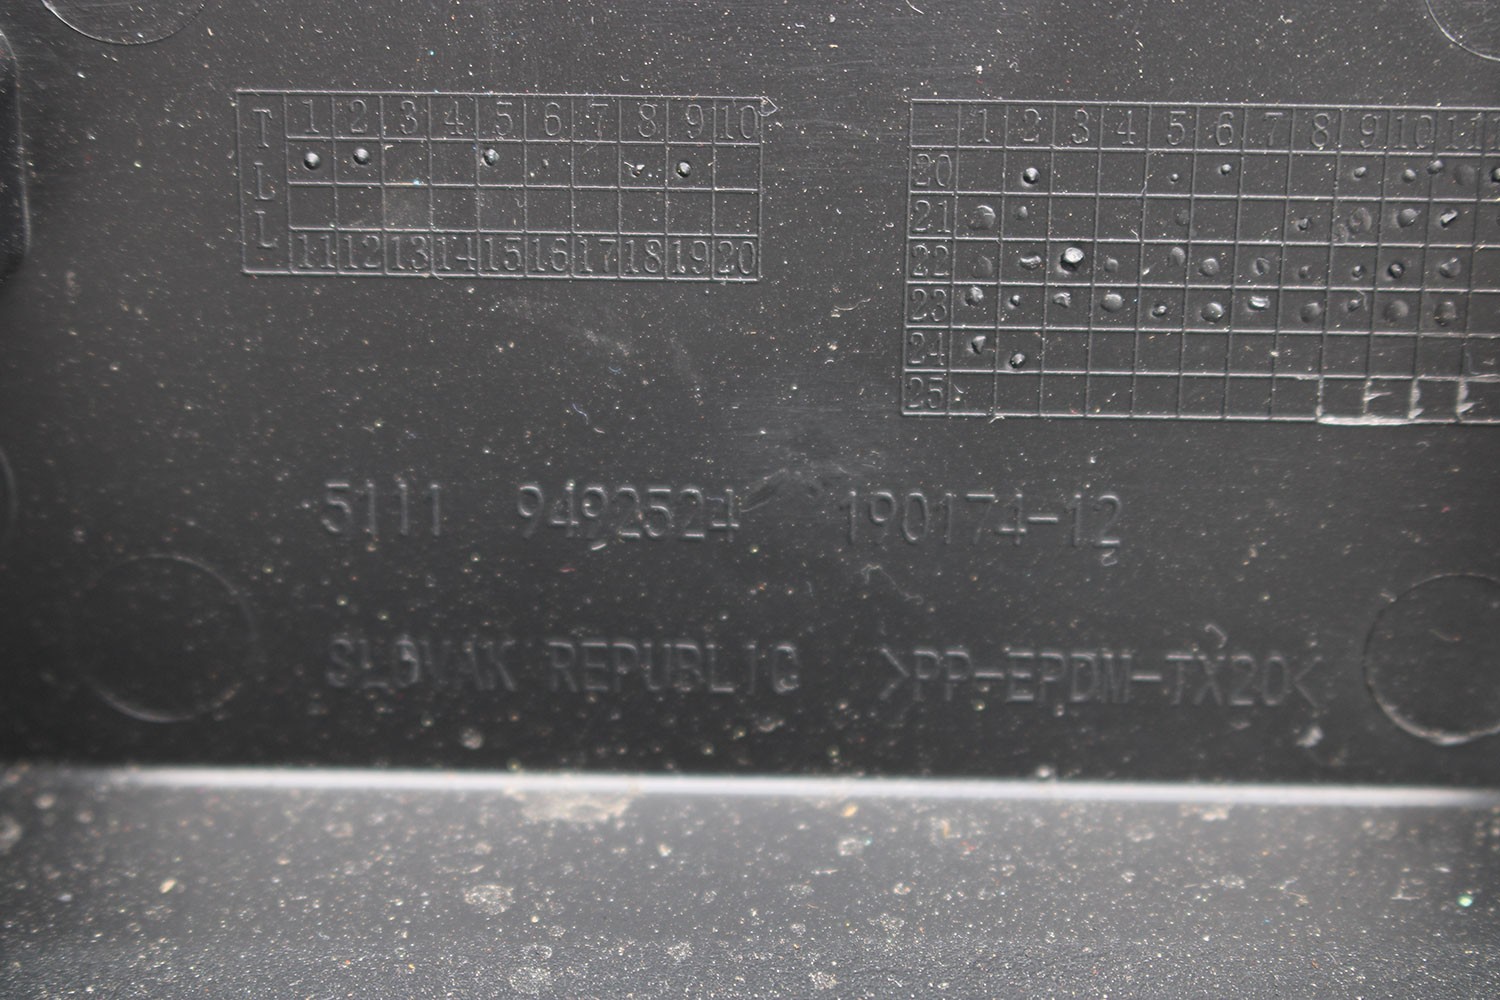 T 1 2 3 4 5 6 7 8 9 10
L
L 11 12 13 14 15 16 17 18 19 20
1 2 3 4 5 6 7 8 9 10 11
20
21
22
23
24
25
5111 9492524 190174-12
SLOVAK REPUBLIC >PP-EPDM-TX20<